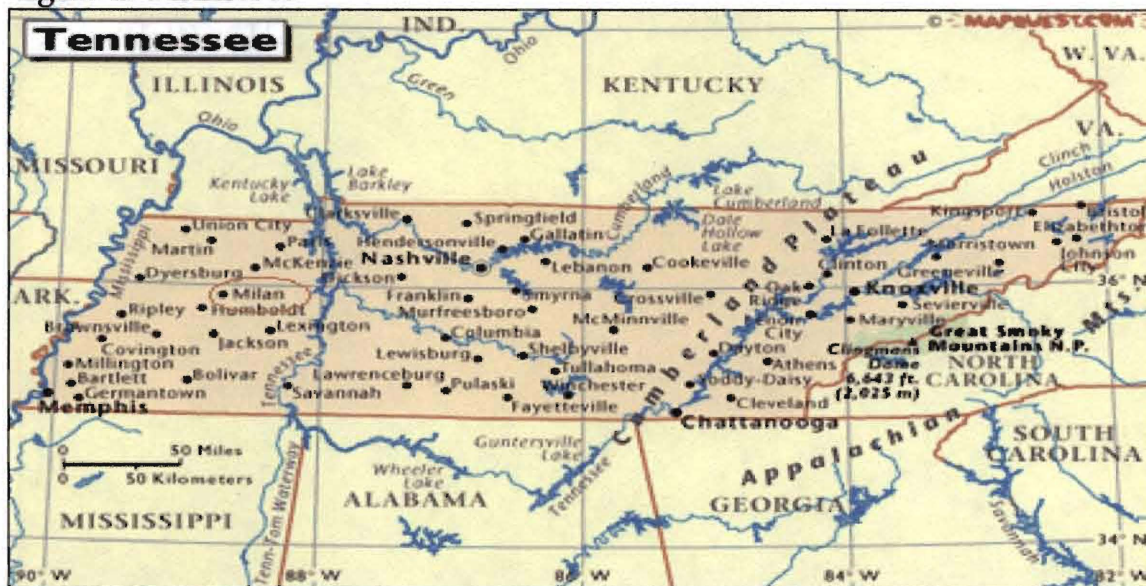 Tennessee
© MAPQUEST.COM
IND.
ILLINOIS
Ohio
Green
KENTUCKY
W. VA.
VA.
Ohio
MISSOURI
Kentucky
Lake
Lake
Barkley
Cumberland
Lake
Cumberland
Dale
Hollow
Lake
Clinch
Holston
Mississippi
Union City
Martin
Paris
McKenzie
Dyersburg
Clarksville
Springfield
Hendersonville
Gallatin
Nashville
Lebanon
Cookeville
La Follette
Kingsport
Bristol
Elizabethton
Morristown
Johnson
City
Clinton
Greeneville
36° N
ARK.
Milan
Ripley
Humboldt
Dickson
Franklin
Smyrna
Crossville
Oak
Ridge
Knoxville
Sevierville
Brownsville
Lexington
Murfreesboro
Columbia
McMinnville
Lenoir
City
Maryville
Great Smoky
Mountains N.P.
Covington
Jackson
Lewisburg
Shelbyville
Dayton
Athens
Clingmans
Dome
6,643 ft.
(2,025 m)
NORTH
CAROLINA
Millington
Bartlett
Bolivar
Tennessee
Lawrenceburg
Pulaski
Tullahoma
Winchester
Soddy-Daisy
Memphis
Germantown
Savannah
Fayetteville
Cleveland
Chattanooga
Cumberland Plateau
Appalachian Mts.
0 50 Miles
0 50 Kilometers
Tenn-Tom Waterway
Wheeler
Lake
Guntersville
Lake
Tennessee
SOUTH
CAROLINA
MISSISSIPPI
ALABAMA
GEORGIA
Savannah
34° N
90° W
88° W
86° W
84° W
82° W